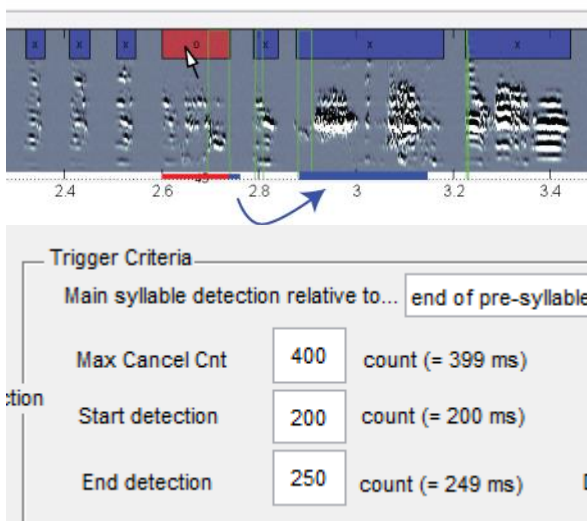 x x x o x x x
49
2.4 2.6 2.8 3 3.2 3.4
Trigger Criteria
Main syllable detection relative to... end of pre-syllable
Max Cancel Cnt 400 count (= 399 ms)
ction
Start detection 200 count (= 200 ms)
End detection 250 count (= 249 ms)